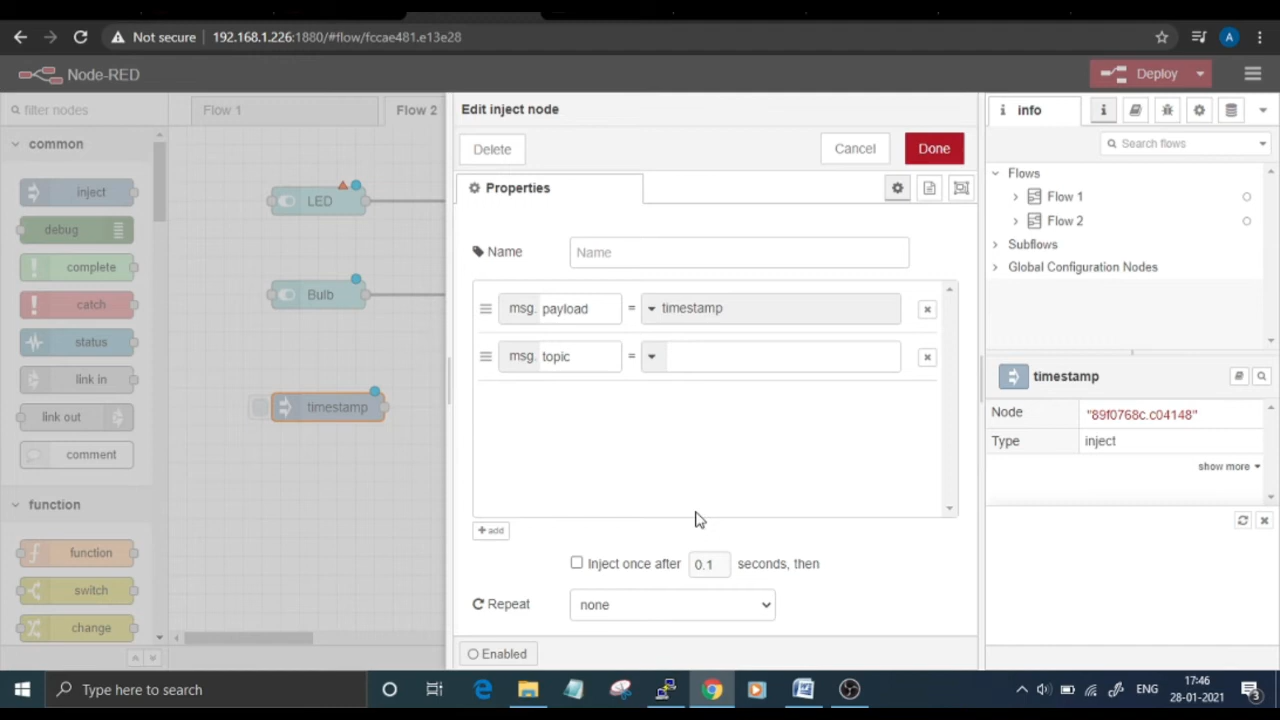 Not secure 192.168.1.226:1880/#flow/fccae481.e13e28
A
Node-RED
Deploy
filter nodes
Flow 1
Flow 2
Edit inject node
info
i
common
Delete
Cancel
Done
Search flows
inject
LED
Properties
Flows
Flow 1
debug
Flow 2
complete
Name
Name
Subflows
catch
Bulb
msg. payload = timestamp
Global Configuration Nodes
status
msg. topic =
link in
timestamp
timestamp
link out
Node "89f0768c.c04148"
comment
Type inject
show more
function
+ add
function
Inject once after 0.1 seconds, then
switch
Repeat none
change
Enabled
Type here to search
ENG
17:46
28-01-2021
3